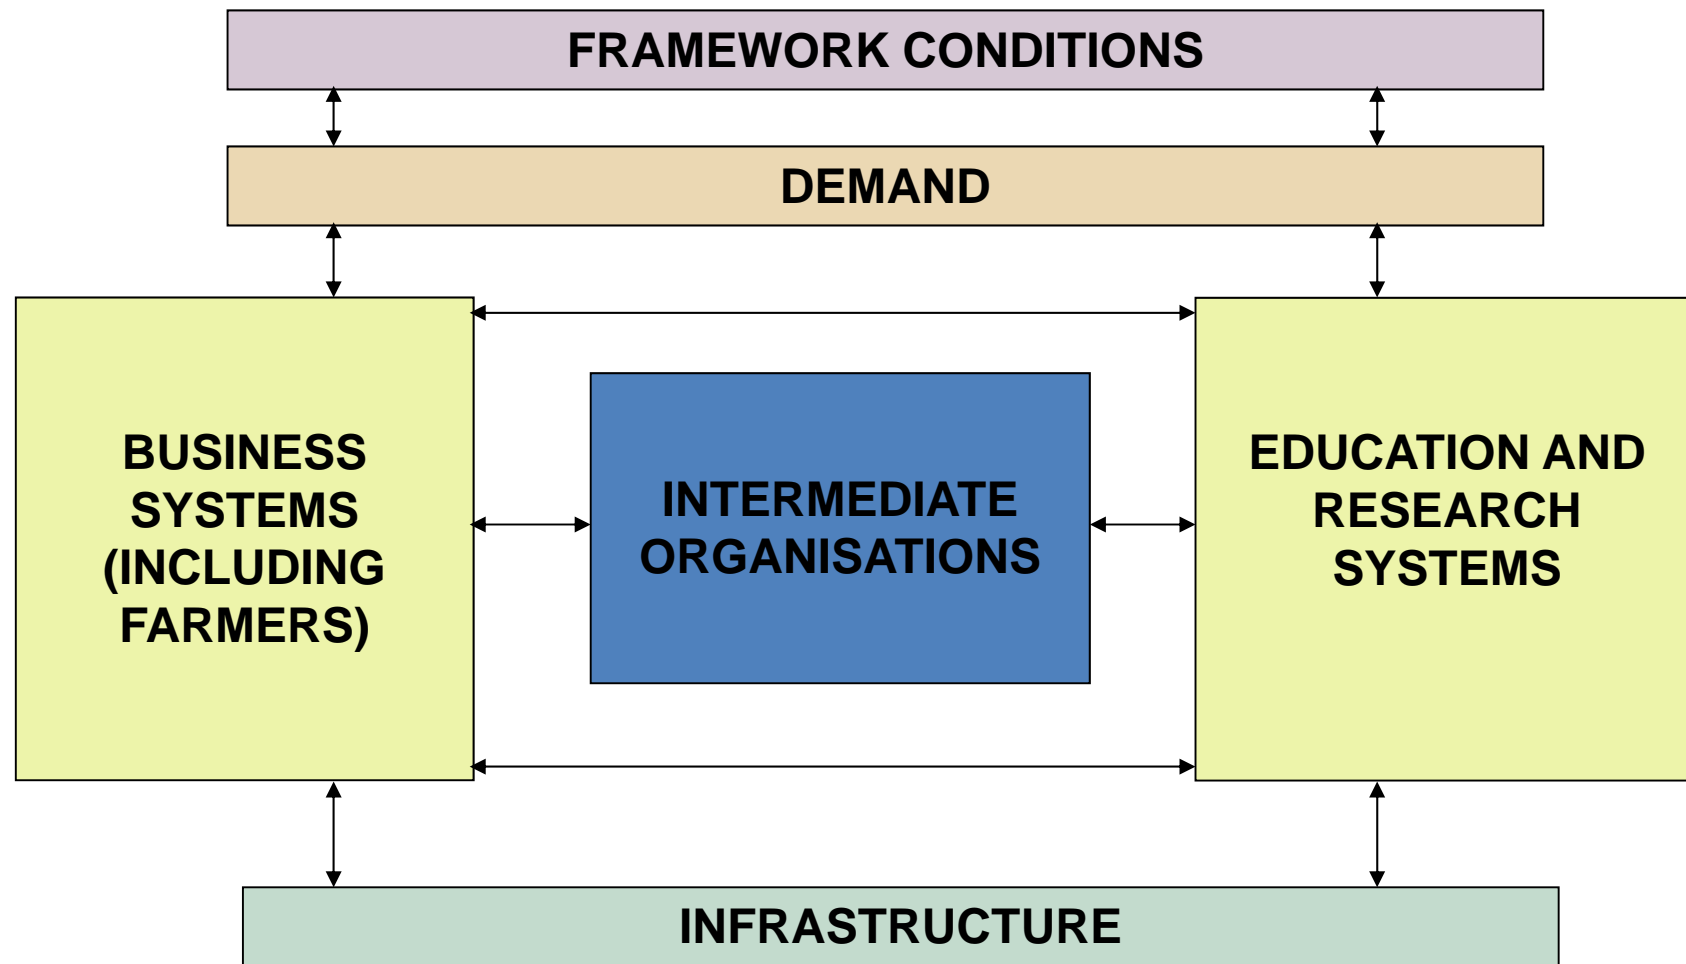 FRAMEWORK CONDITIONS
DEMAND
BUSINESS
SYSTEMS
(INCLUDING
FARMERS)
INTERMEDIATE
ORGANISATIONS
EDUCATION AND
RESEARCH
SYSTEMS
INFRASTRUCTURE